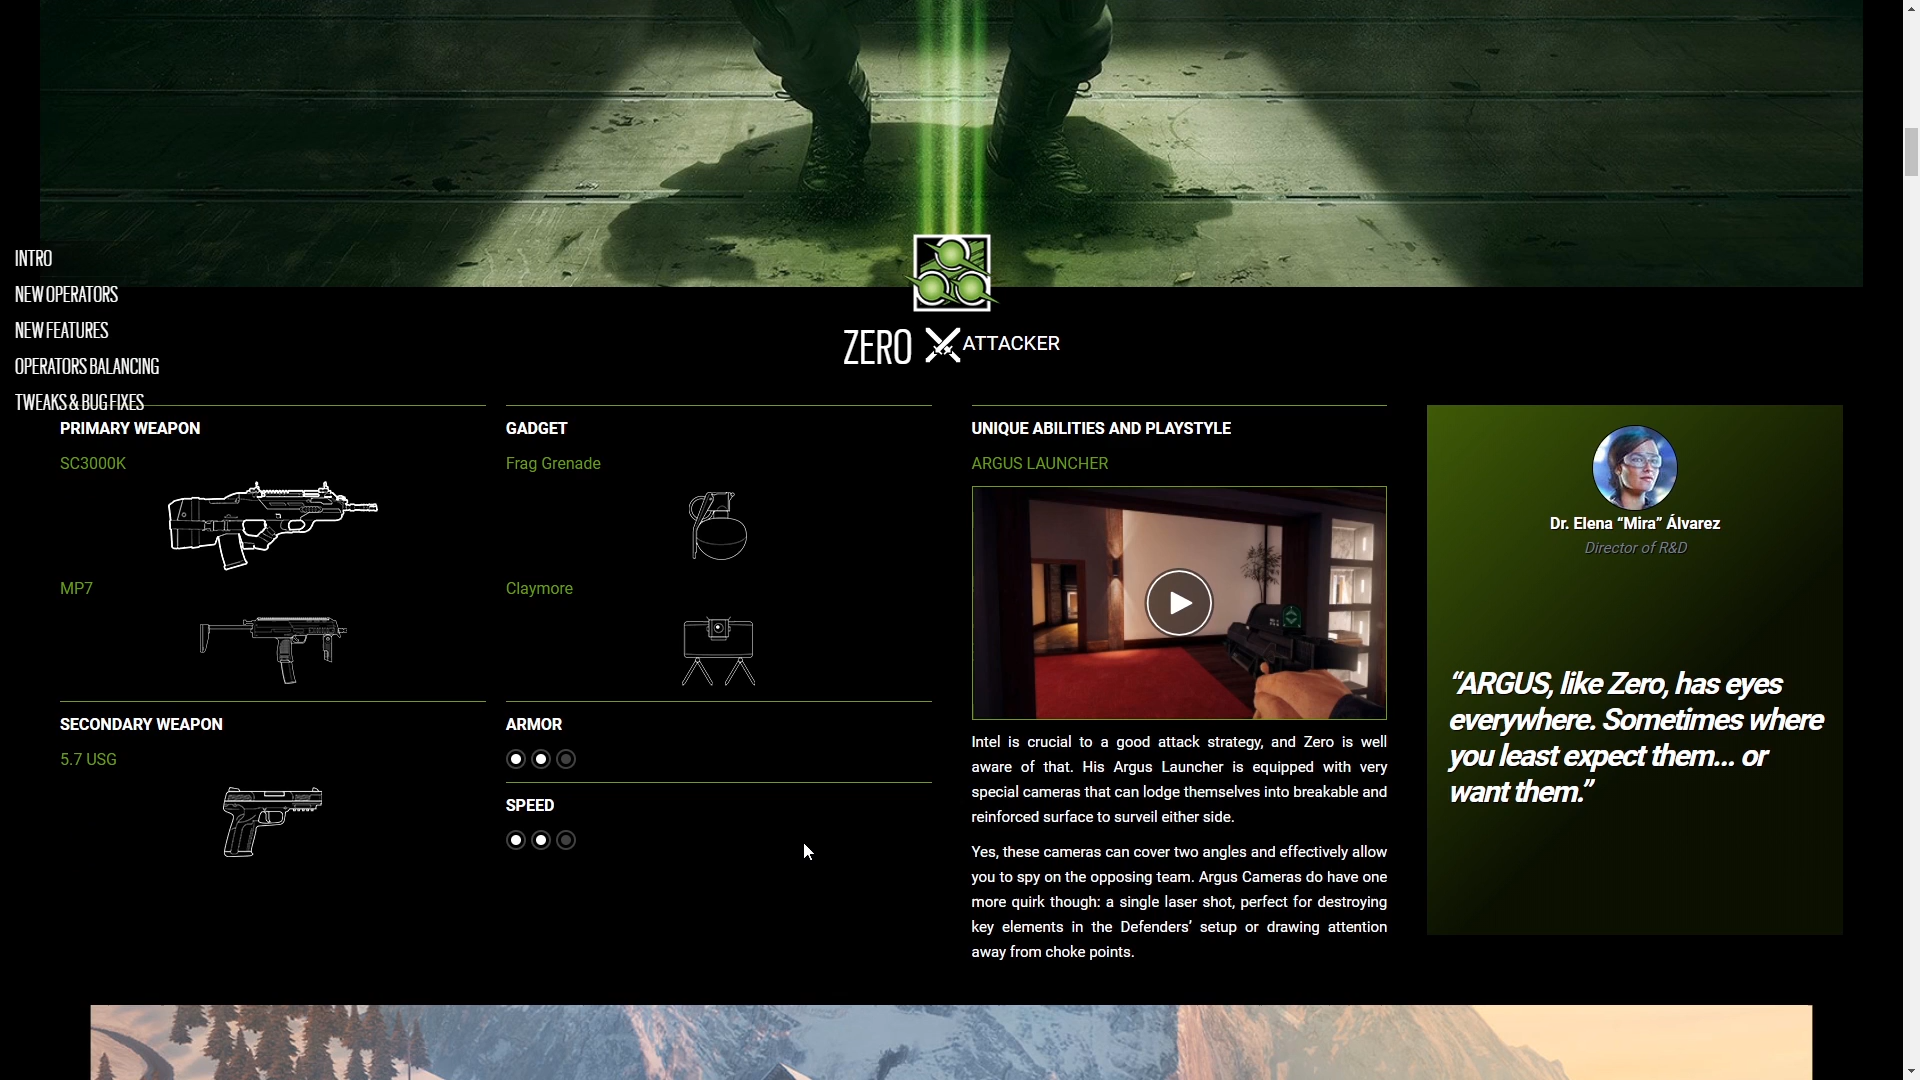 INTRO
NEW OPERATORS
NEW FEATURES
OPERATORS BALANCING
TWEAKS & BUG FIXES
ZERO ATTACKER
PRIMARY WEAPON
SC3000K
MP7
SECONDARY WEAPON
5.7 USG
GADGET
Frag Grenade
Claymore
ARMOR
SPEED
UNIQUE ABILITIES AND PLAYSTYLE
ARGUS LAUNCHER
Intel is crucial to a good attack strategy, and Zero is well
aware of that. His Argus Launcher is equipped with very
special cameras that can lodge themselves into breakable and
reinforced surface to surveil either side.
Yes, these cameras can cover two angles and effectively allow
you to spy on the opposing team. Argus Cameras do have one
more quirk though: a single laser shot, perfect for destroying
key elements in the Defenders’ setup or drawing attention
away from choke points.
Dr. Elena “Mira” Álvarez
Director of R&D
“ARGUS, like Zero, has eyes
everywhere. Sometimes where
you least expect them... or
want them.”